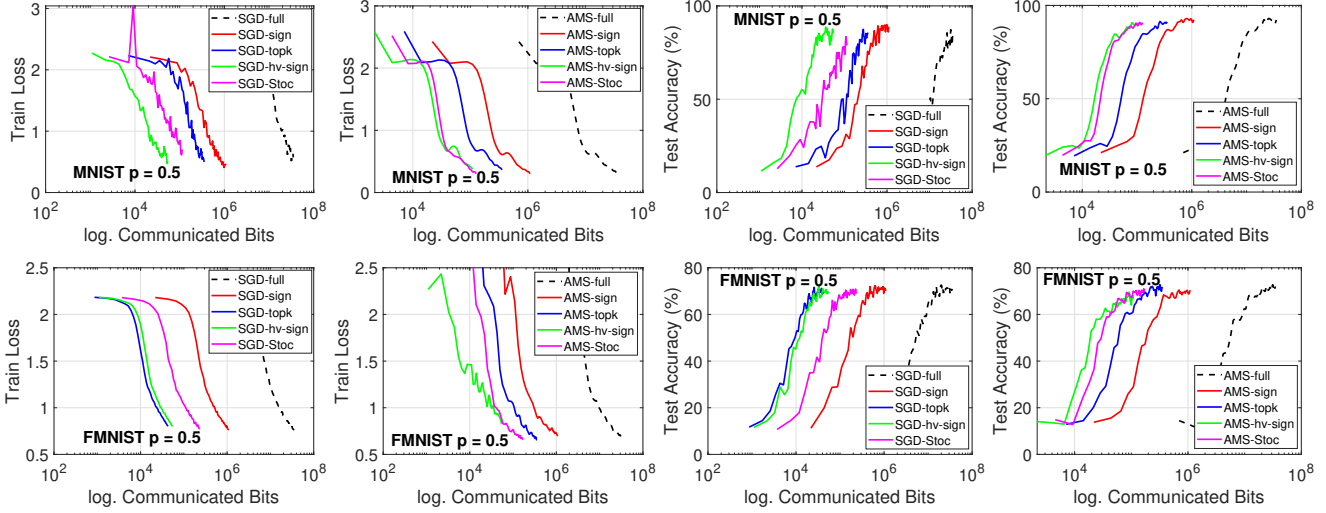 3
2
1
0
10^2
10^4
10^6
10^8
Train Loss
log. Communicated Bits
SGD-full
SGD-sign
SGD-topk
SGD-hv-sign
SGD-Stoc
MNIST p = 0.5
3
2
1
0
10^4
10^6
10^8
Train Loss
log. Communicated Bits
AMS-full
AMS-sign
AMS-topk
AMS-hv-sign
AMS-Stoc
MNIST p = 0.5
100
50
0
10^2
10^4
10^6
10^8
Test Accuracy (%)
log. Communicated Bits
MNIST p = 0.5
SGD-full
SGD-sign
SGD-topk
SGD-hv-sign
SGD-Stoc
100
80
60
40
20
0
10^4
10^6
10^8
Test Accuracy (%)
log. Communicated Bits
AMS-full
AMS-sign
AMS-topk
AMS-hv-sign
AMS-Stoc
MNIST p = 0.5
2.5
2
1.5
1
0.5
10^2
10^4
10^6
10^8
Train Loss
log. Communicated Bits
SGD-full
SGD-sign
SGD-topk
SGD-hv-sign
SGD-Stoc
FMNIST p = 0.5
2.5
2
1.5
1
0.5
10^0
10^2
10^4
10^6
10^8
Train Loss
log. Communicated Bits
AMS-full
AMS-sign
AMS-topk
AMS-hv-sign
AMS-Stoc
FMNIST p = 0.5
80
60
40
20
0
10^2
10^4
10^6
10^8
Test Accuracy (%)
log. Communicated Bits
FMNIST p = 0.5
SGD-full
SGD-sign
SGD-topk
SGD-hv-sign
SGD-Stoc
80
60
40
20
0
10^4
10^6
10^8
Test Accuracy (%)
log. Communicated Bits
FMNIST p = 0.5
AMS-full
AMS-sign
AMS-topk
AMS-hv-sign
AMS-Stoc